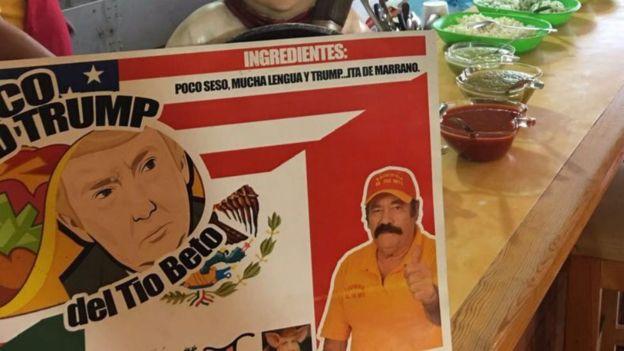 INGREDIENTES:
POCO SESO, MUCHA LENGUA Y TRUMP...ITA DE MARRANO.
CO
D'TRUMP
del Tio Beto